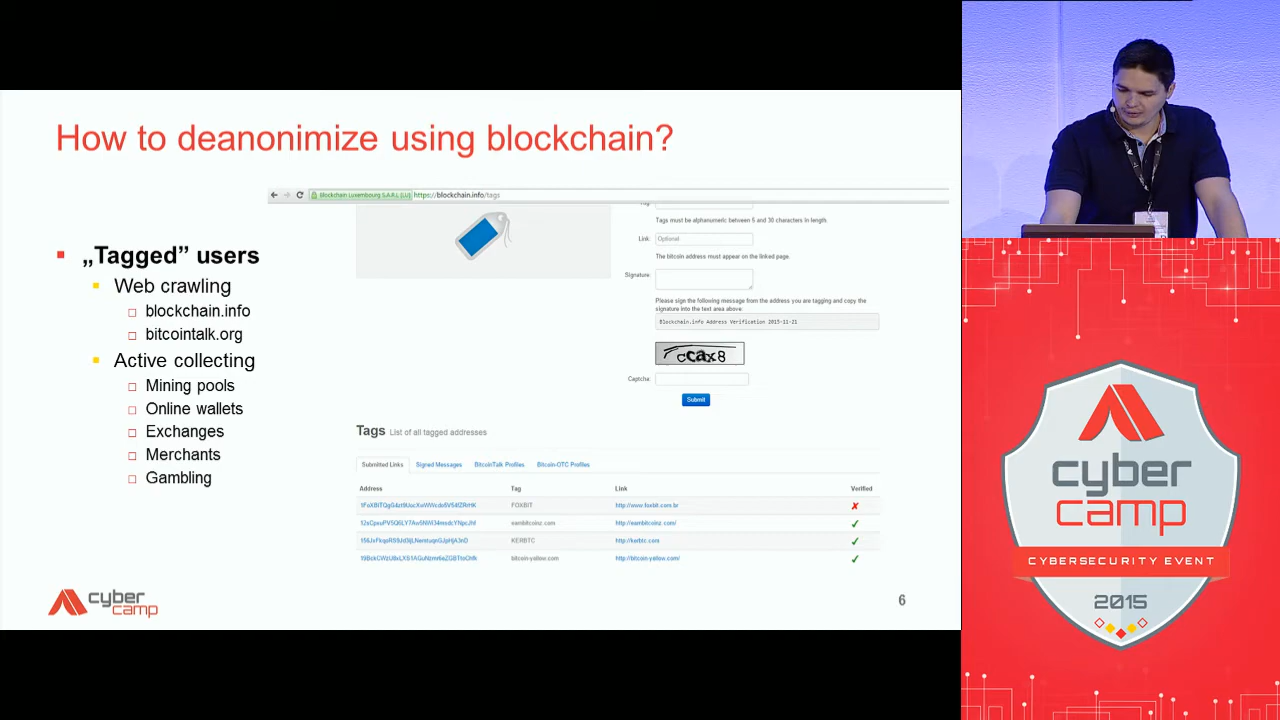 How to deanonimize using blockchain?
Blockchain Luxembourg S.A.R.L [LU] https://blockchain.info/tags
Tags must be alphanumeric between 5 and 30 characters in length.
Link: Optional
The bitcoin address must appear on the linked page.
Signature:
Please sign the following message from the address you are tagging and copy the
signature into the text area above
Blockchain.info Address Verification 2015-11-21
ccax8
Captcha
Submit
„Tagged” users
Web crawling
blockchain.info
bitcointalk.org
Active collecting
Mining pools
Online wallets
Exchanges
Merchants
Gambling
Tags List of all tagged addresses
Submitted Links Signed Messages BitcoinTalk Profiles Bitcoin-OTC Profiles
Address Tag Link Verified
FOXBIT http://www.foxbit.com.br
eambitcoinz.com http://eambitcoinz.com/
KERBTC http://kerbtc.com
bitcoin-yellow.com http://bitcoin-yellow.com/
cyber
camp
6
cyber
camp
CYBERSECURITY EVENT
2015